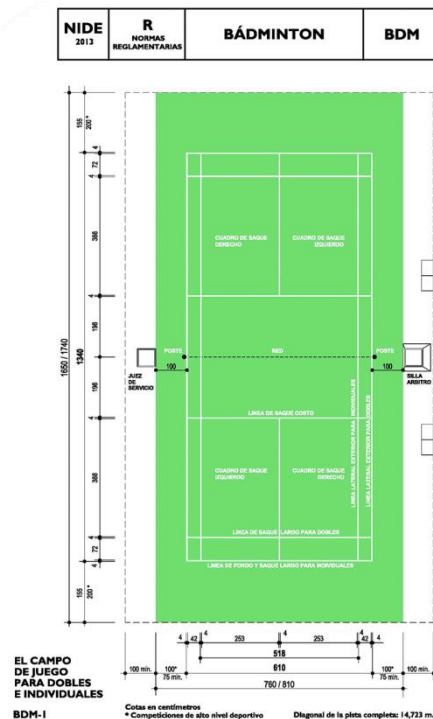 NIDE
2013
R
NORMAS
REGLAMENTARIAS
BÁDMINTON
BDM
155
200*
4
72
4
388
4
196
1650 / 1740
1340
196
4
388
4
72
4
155
200*
CUADRO DE SAQUE
DERECHO
CUADRO DE SAQUE
IZQUIERDO
POSTE
RED
POSTE
100
100
JUEZ
DE
SERVICIO
SILLA
ARBITRO
LINEA DE SAQUE CORTO
LINEA LATERAL EXTERIOR PARA INDIVIDUALES
LINEA LATERAL EXTERIOR PARA DOBLES
CUADRO DE SAQUE
IZQUIERDO
CUADRO DE SAQUE
DERECHO
LINEA DE SAQUE LARGO PARA DOBLES
LINEA DE FONDO Y SAQUE LARGO PARA INDIVIDUALES
4
42
4
253
4
253
4
42
4
518
610
100 min.
100*
75 min.
100*
75 min.
100 min.
760 / 810
EL CAMPO
DE JUEGO
PARA DOBLES
E INDIVIDUALES
BDM-1
Cotas en centímetros
* Competiciones de alto nivel deportivo
Diagonal de la pista completa: 14,723 m.